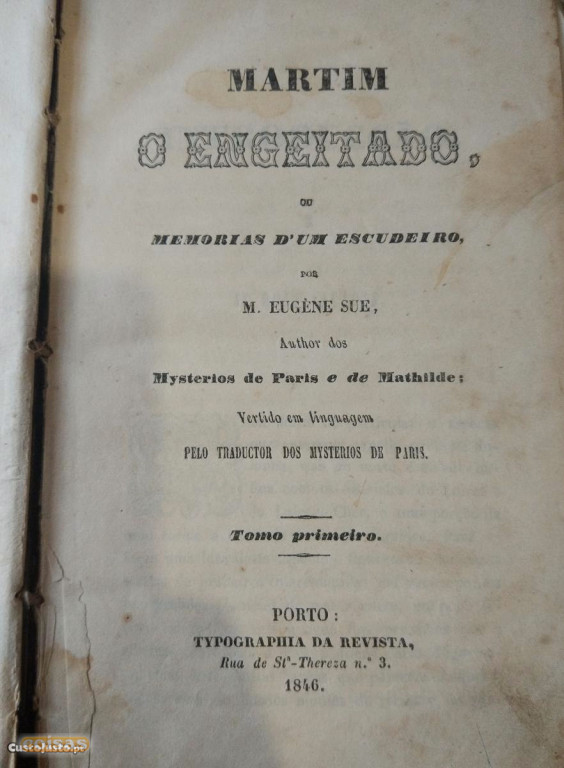 MARTIM
O ENGEITADO,
OU
MEMORIAS D'UM ESCUDEIRO,
POR
M. EUGÈNE SUE,
Author dos
Mysterios de Paris e de Mathilde;
Vertido em linguagem
PELO TRADUCTOR DOS MYSTERIOS DE PARIS.
Tomo primeiro.
PORTO:
TYPOGRAPHIA DA REVISTA,
Rua de Stª-Thereza n.º 3.
1846.
coisas
CustoJusto.pt